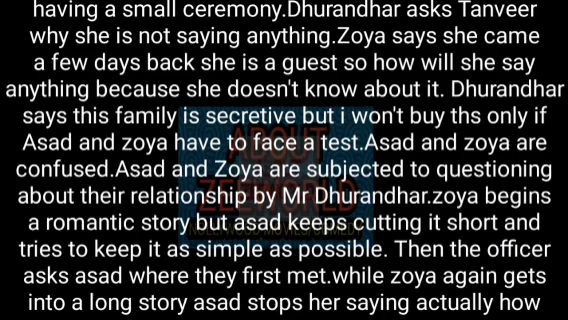 having a small ceremony.Dhurandhar asks Tanveer
why she is not saying anything.Zoya says she came
a few days back she is a guest so how will she say
anything because she doesn't know about it. Dhurandhar
says this family is secretive but i won't buy ths only if
Asad and zoya have to face a test.Asad and zoya are
confused.Asad and Zoya are subjected to questioning
about their relationship by Mr Dhurandhar.zoya begins
a romantic story but asad keeps cutting it short and
tries to keep it as simple as possible. Then the officer
asks asad where they first met.while zoya again gets
into a long story asad stops her saying actually how
ABOUT
ZEEWORLD